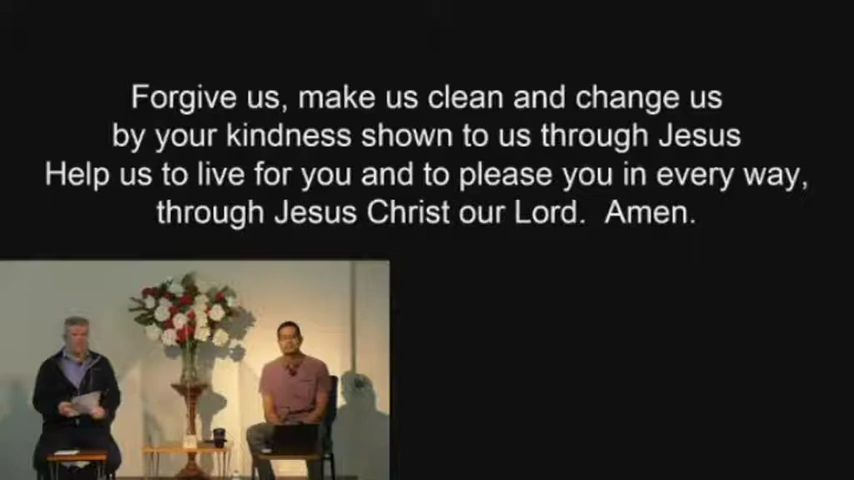 Forgive us, make us clean and change us
by your kindness shown to us through Jesus
Help us to live for you and to please you in every way,
through Jesus Christ our Lord.  Amen.